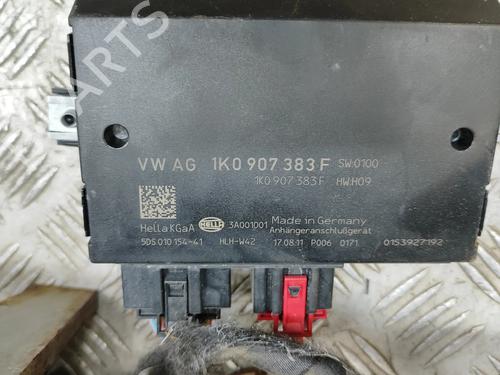 PARTS
VW AG 1K0 907 383 F SW:0100
1K0 907 383 F HW:H09
Hella KGaA HELLA 3A001001 Made in Germany
Anhängeranschlußgerät
5DS 010 154-41 HLH-W42 17.08.11 P006 0171 0153927192